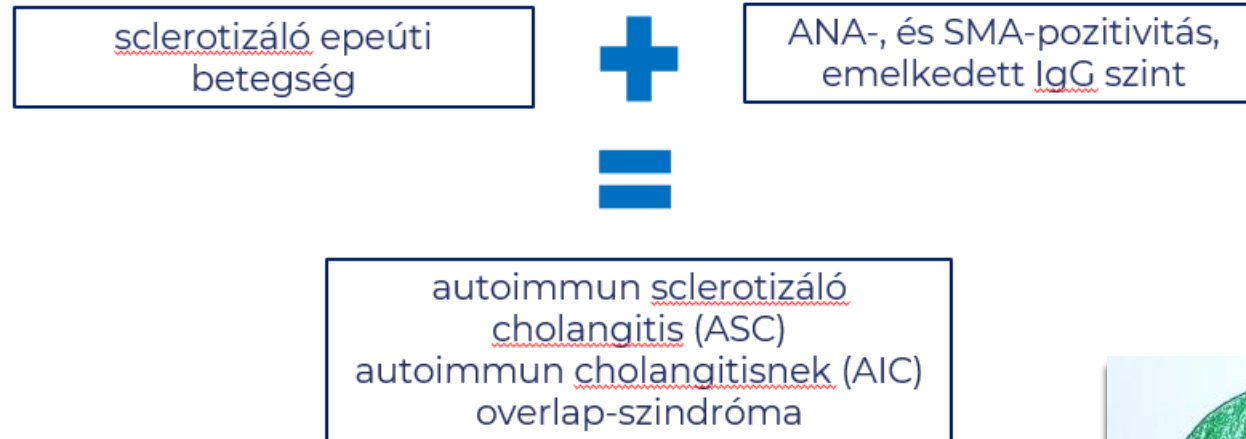 sclerotizáló epeúti
betegség
ANA-, és SMA-pozitivitás,
emelkedett IgG szint
autoimmun sclerotizáló
cholangitis (ASC)
autoimmun cholangitisnek (AIC)
overlap-szindróma